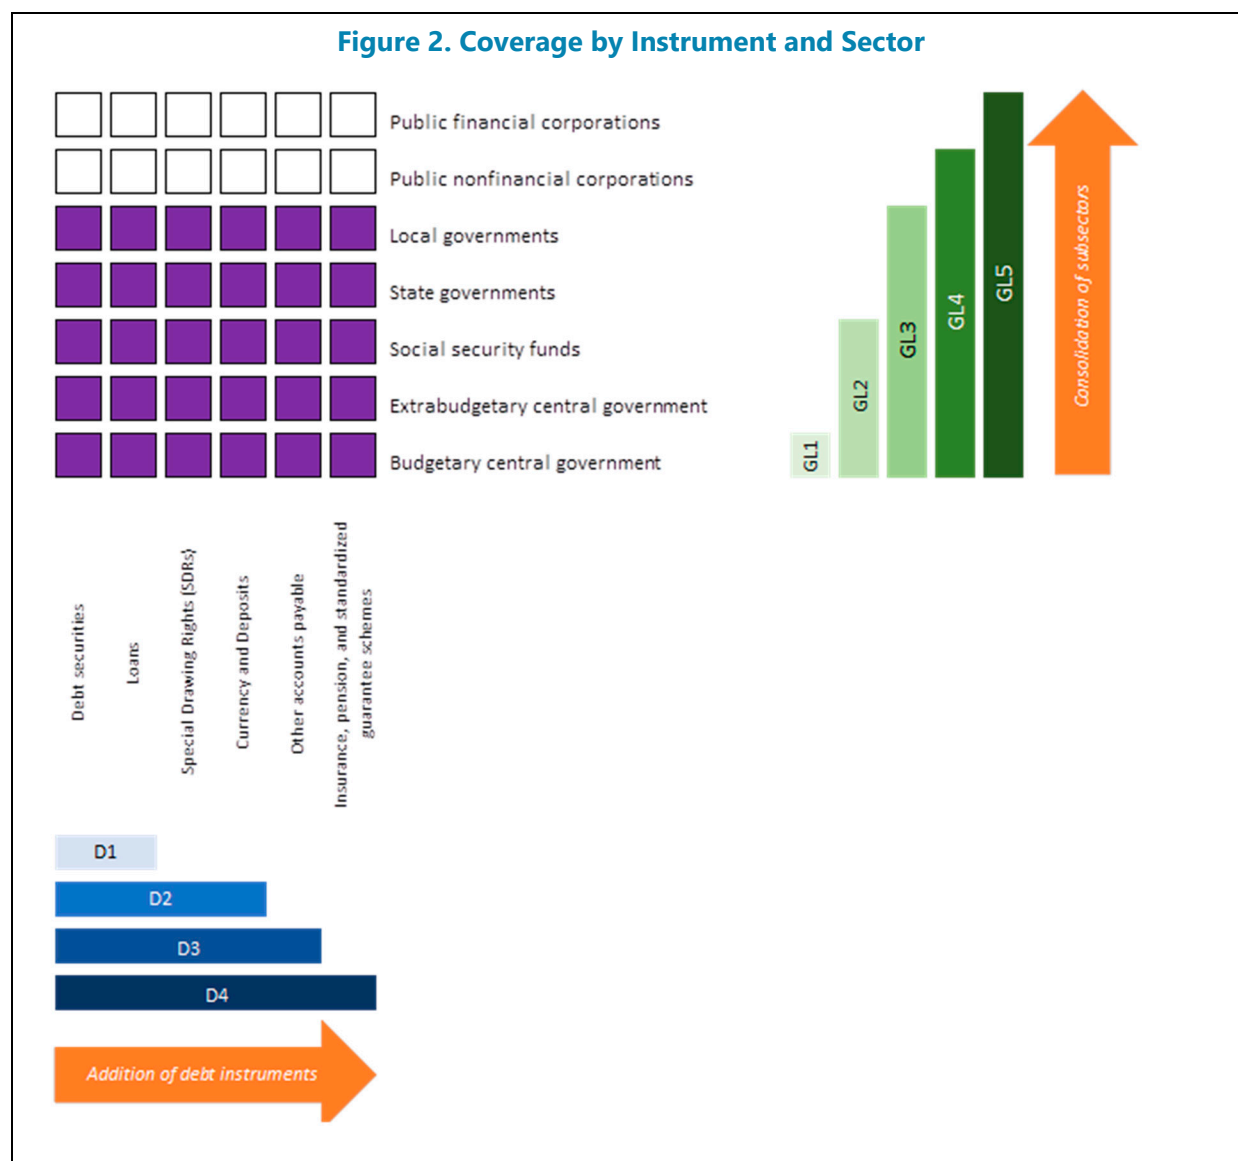 Figure 2. Coverage by Instrument and Sector
Public financial corporations
Public nonfinancial corporations
Local governments
State governments
Social security funds
Extrabudgetary central government
Budgetary central government
GL1
GL2
GL3
GL4
GL5
Consolidation of subsectors
Debt securities
Loans
Special Drawing Rights (SDRs)
Currency and Deposits
Other accounts payable
Insurance, pension, and standardized
guarantee schemes
D1
D2
D3
D4
Addition of debt instruments